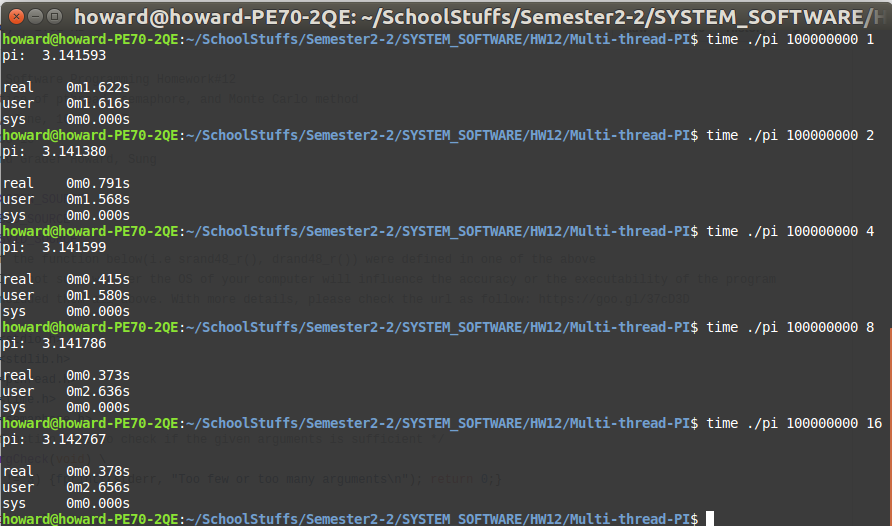 howard@howard-PE70-2QE: ~/SchoolStuffs/Semester2-2/SYSTEM_SOFTWARE/H
howard@howard-PE70-2QE:~/SchoolStuffs/Semester2-2/SYSTEM_SOFTWARE/HW12/Multi-thread-PI$ time ./pi 100000000 1
pi:  3.141593
real    0m1.622s
user    0m1.616s
sys     0m0.000s
howard@howard-PE70-2QE:~/SchoolStuffs/Semester2-2/SYSTEM_SOFTWARE/HW12/Multi-thread-PI$ time ./pi 100000000 2
pi:  3.141380
real    0m0.791s
user    0m1.568s
sys     0m0.000s
howard@howard-PE70-2QE:~/SchoolStuffs/Semester2-2/SYSTEM_SOFTWARE/HW12/Multi-thread-PI$ time ./pi 100000000 4
pi:  3.141599
real    0m0.415s
user    0m1.580s
sys     0m0.000s
howard@howard-PE70-2QE:~/SchoolStuffs/Semester2-2/SYSTEM_SOFTWARE/HW12/Multi-thread-PI$ time ./pi 100000000 8
pi:  3.141786
real    0m0.373s
user    0m2.636s
sys     0m0.000s
howard@howard-PE70-2QE:~/SchoolStuffs/Semester2-2/SYSTEM_SOFTWARE/HW12/Multi-thread-PI$ time ./pi 100000000 16
pi:  3.142767
real    0m0.378s
user    0m2.656s
sys     0m0.000s
howard@howard-PE70-2QE:~/SchoolStuffs/Semester2-2/SYSTEM_SOFTWARE/HW12/Multi-thread-PI$